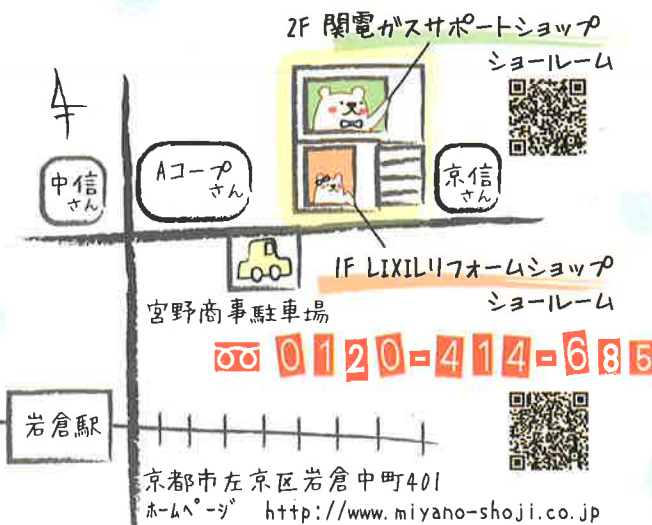 2F 関電ガスサポートショップ
ショールーム
中信
さん
Aコープ
さん
京信
さん
1F LIXILリフォームショップ
ショールーム
宮野商事駐車場
0120-414-685
岩倉駅
京都市左京区岩倉中町401
ホームページ http://www.miyano-shoji.co.jp